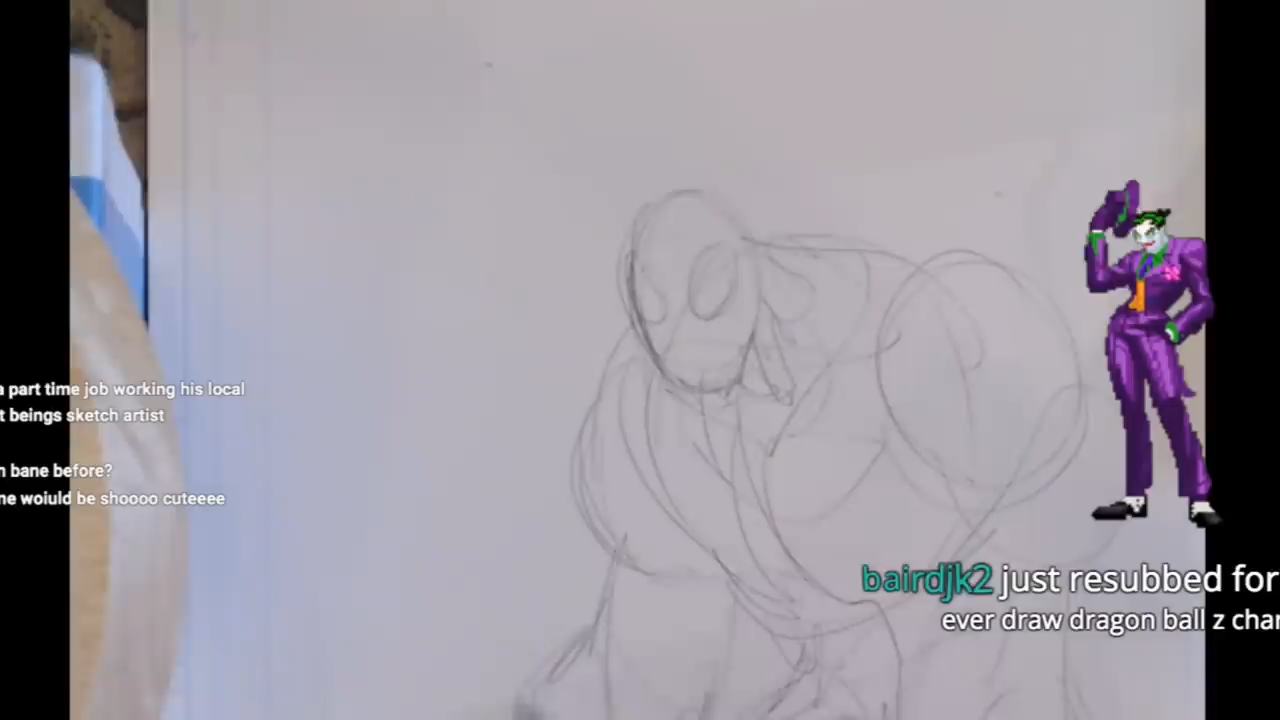 a part time job working his local
t beings sketch artist
n bane before?
ne woiuld be shoooo cuteeee
bairdjk2 just resubbed for
ever draw dragon ball z char